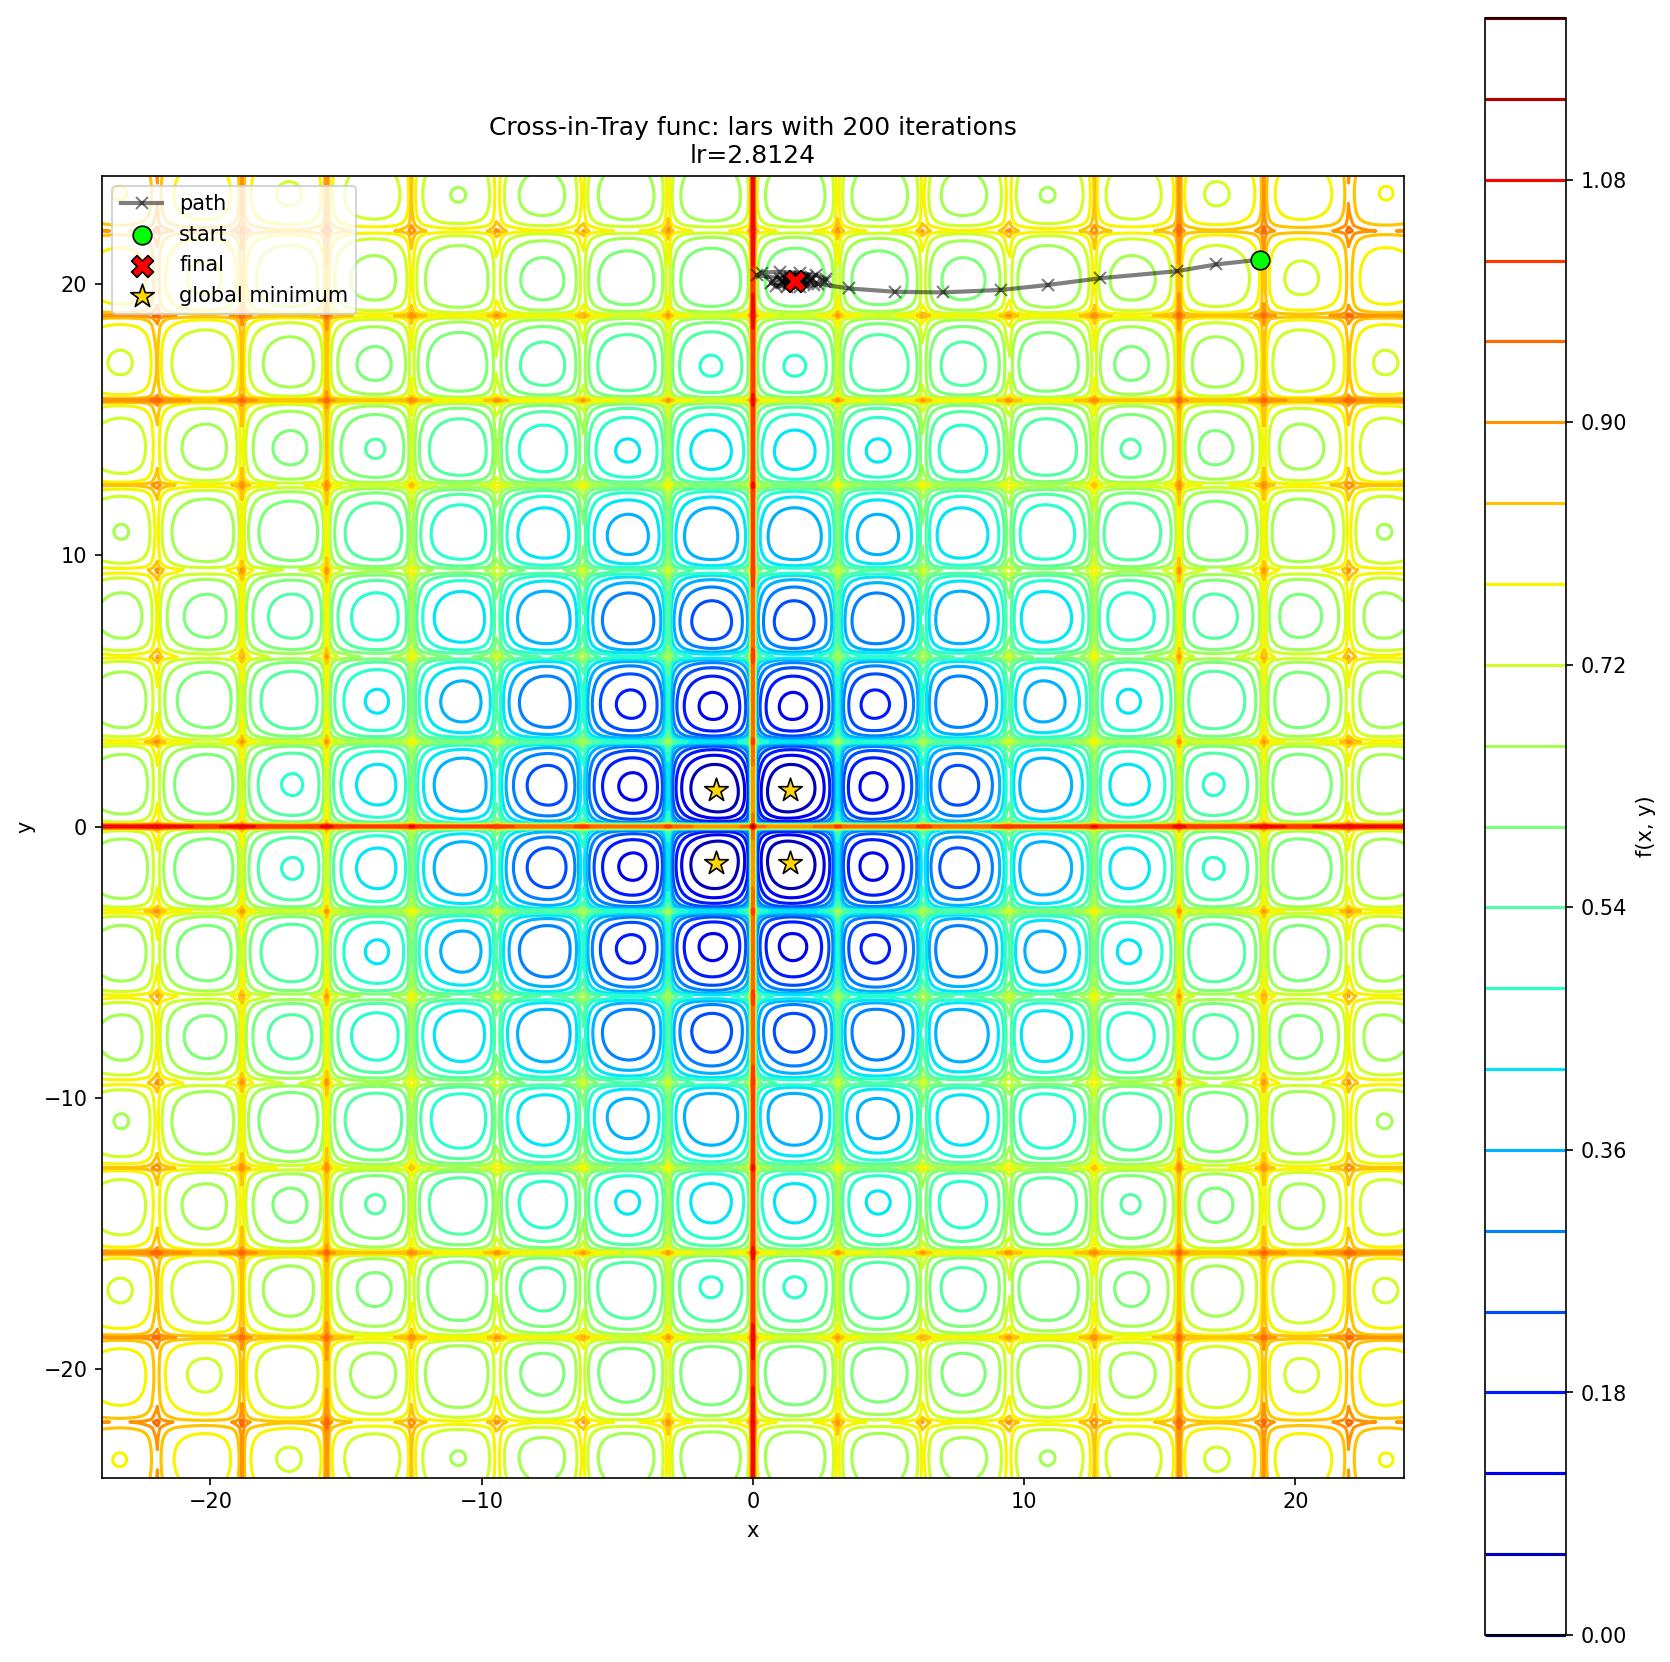 Cross-in-Tray func: lars with 200 iterations
lr=2.8124
path
start
final
global minimum
20
10
0
−10
−20
y
−20
−10
0
10
20
x
1.08
0.90
0.72
0.54
0.36
0.18
0.00
f(x, y)